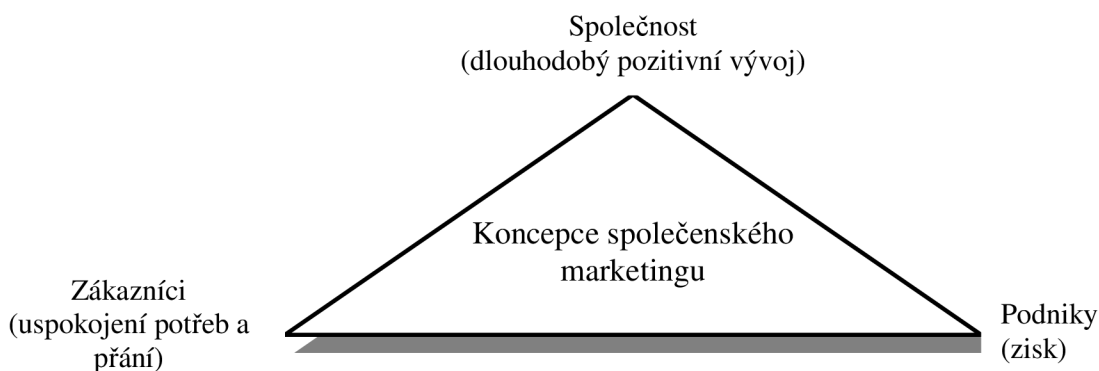 Společnost
(dlouhodobý pozitivní vývoj)
Koncepce společenského
marketingu
Zákazníci
(uspokojení potřeb a
přání)
Podniky
(zisk)